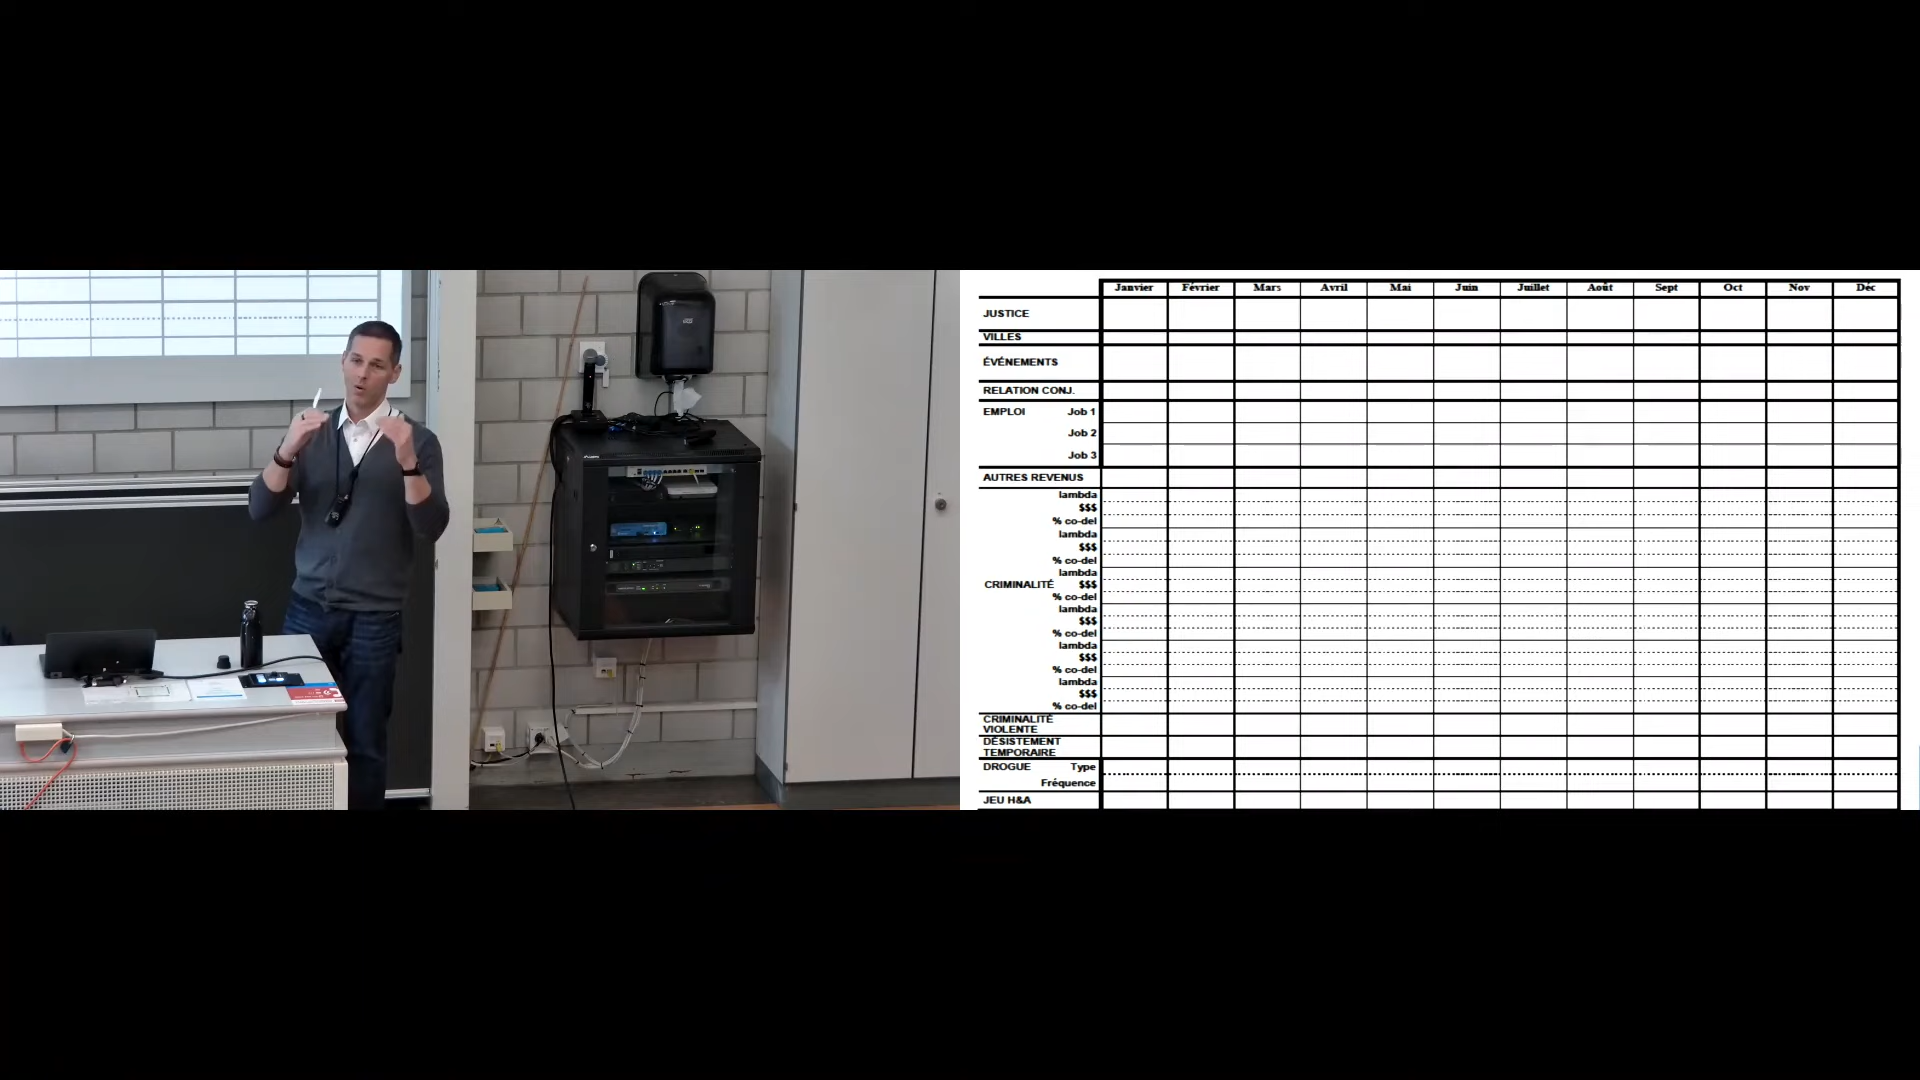 Janvier Février Mars Avril Mai Juin Juillet Août Sept Oct Nov Déc
JUSTICE
VILLES
ÉVÉNEMENTS
RELATION CONJ.
EMPLOI Job 1
Job 2
Job 3
AUTRES REVENUS
lambda
$$$
% co-del
lambda
$$$
% co-del
lambda
CRIMINALITÉ $$$
% co-del
lambda
$$$
% co-del
lambda
$$$
% co-del
lambda
$$$
% co-del
CRIMINALITÉ
VIOLENTE
DÉSISTEMENT
TEMPORAIRE
DROGUE Type
Fréquence
JEU H&A